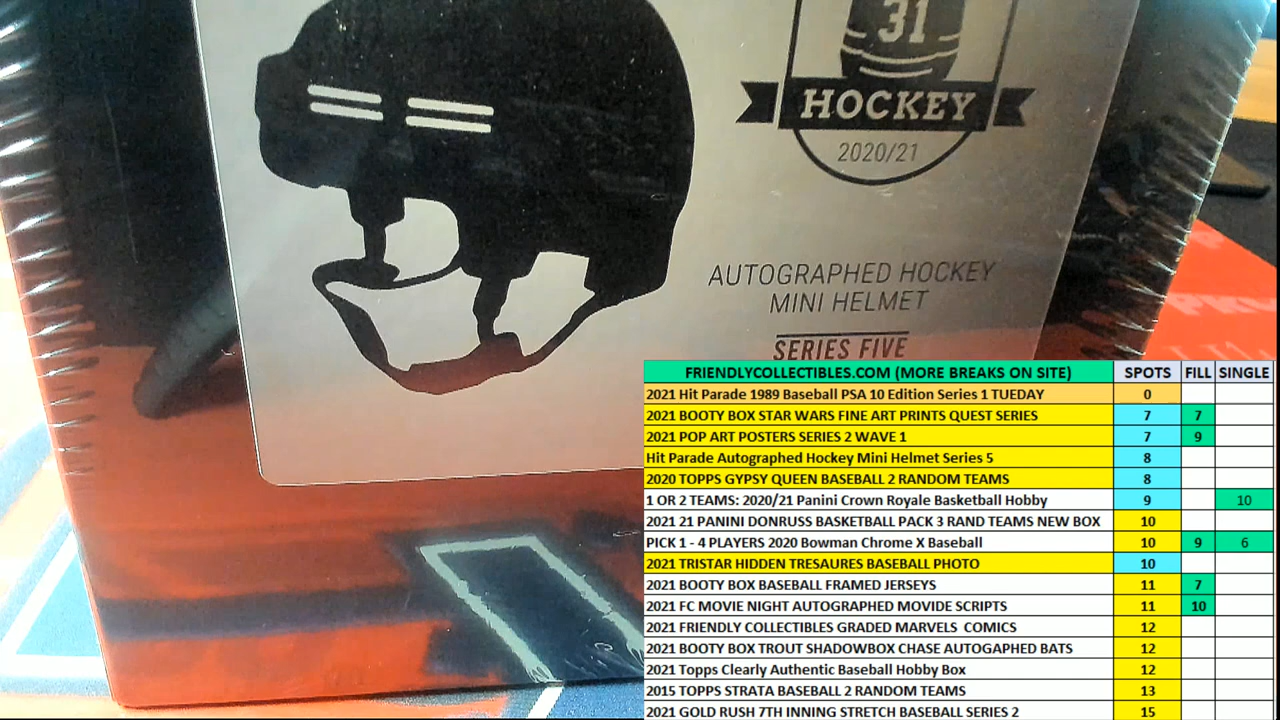 31
HOCKEY
2020/21
AUTOGRAPHED HOCKEY
MINI HELMET
SERIES FIVE
FRIENDLYCOLLECTIBLES.COM (MORE BREAKS ON SITE) SPOTS FILL SINGLE
2021 Hit Parade 1989 Baseball PSA 10 Edition Series 1 TUEDAY 0
2021 BOOTY BOX STAR WARS FINE ART PRINTS QUEST SERIES 7 7
2021 POP ART POSTERS SERIES 2 WAVE 1 7 9
Hit Parade Autographed Hockey Mini Helmet Series 5 8
2020 TOPPS GYPSY QUEEN BASEBALL 2 RANDOM TEAMS 8
1 OR 2 TEAMS: 2020/21 Panini Crown Royale Basketball Hobby 9 10
2021 21 PANINI DONRUSS BASKETBALL PACK 3 RAND TEAMS NEW BOX 10
PICK 1 - 4 PLAYERS 2020 Bowman Chrome X Baseball 10 9 6
2021 TRISTAR HIDDEN TRESAURES BASEBALL PHOTO 10
2021 BOOTY BOX BASEBALL FRAMED JERSEYS 11 7
2021 FC MOVIE NIGHT AUTOGRAPHED MOVIDE SCRIPTS 11 10
2021 FRIENDLY COLLECTIBLES GRADED MARVELS COMICS 12
2021 BOOTY BOX TROUT SHADOWBOX CHASE AUTOGAPHED BATS 12
2021 Topps Clearly Authentic Baseball Hobby Box 12
2015 TOPPS STRATA BASEBALL 2 RANDOM TEAMS 13
2021 GOLD RUSH 7TH INNING STRETCH BASEBALL SERIES 2 15